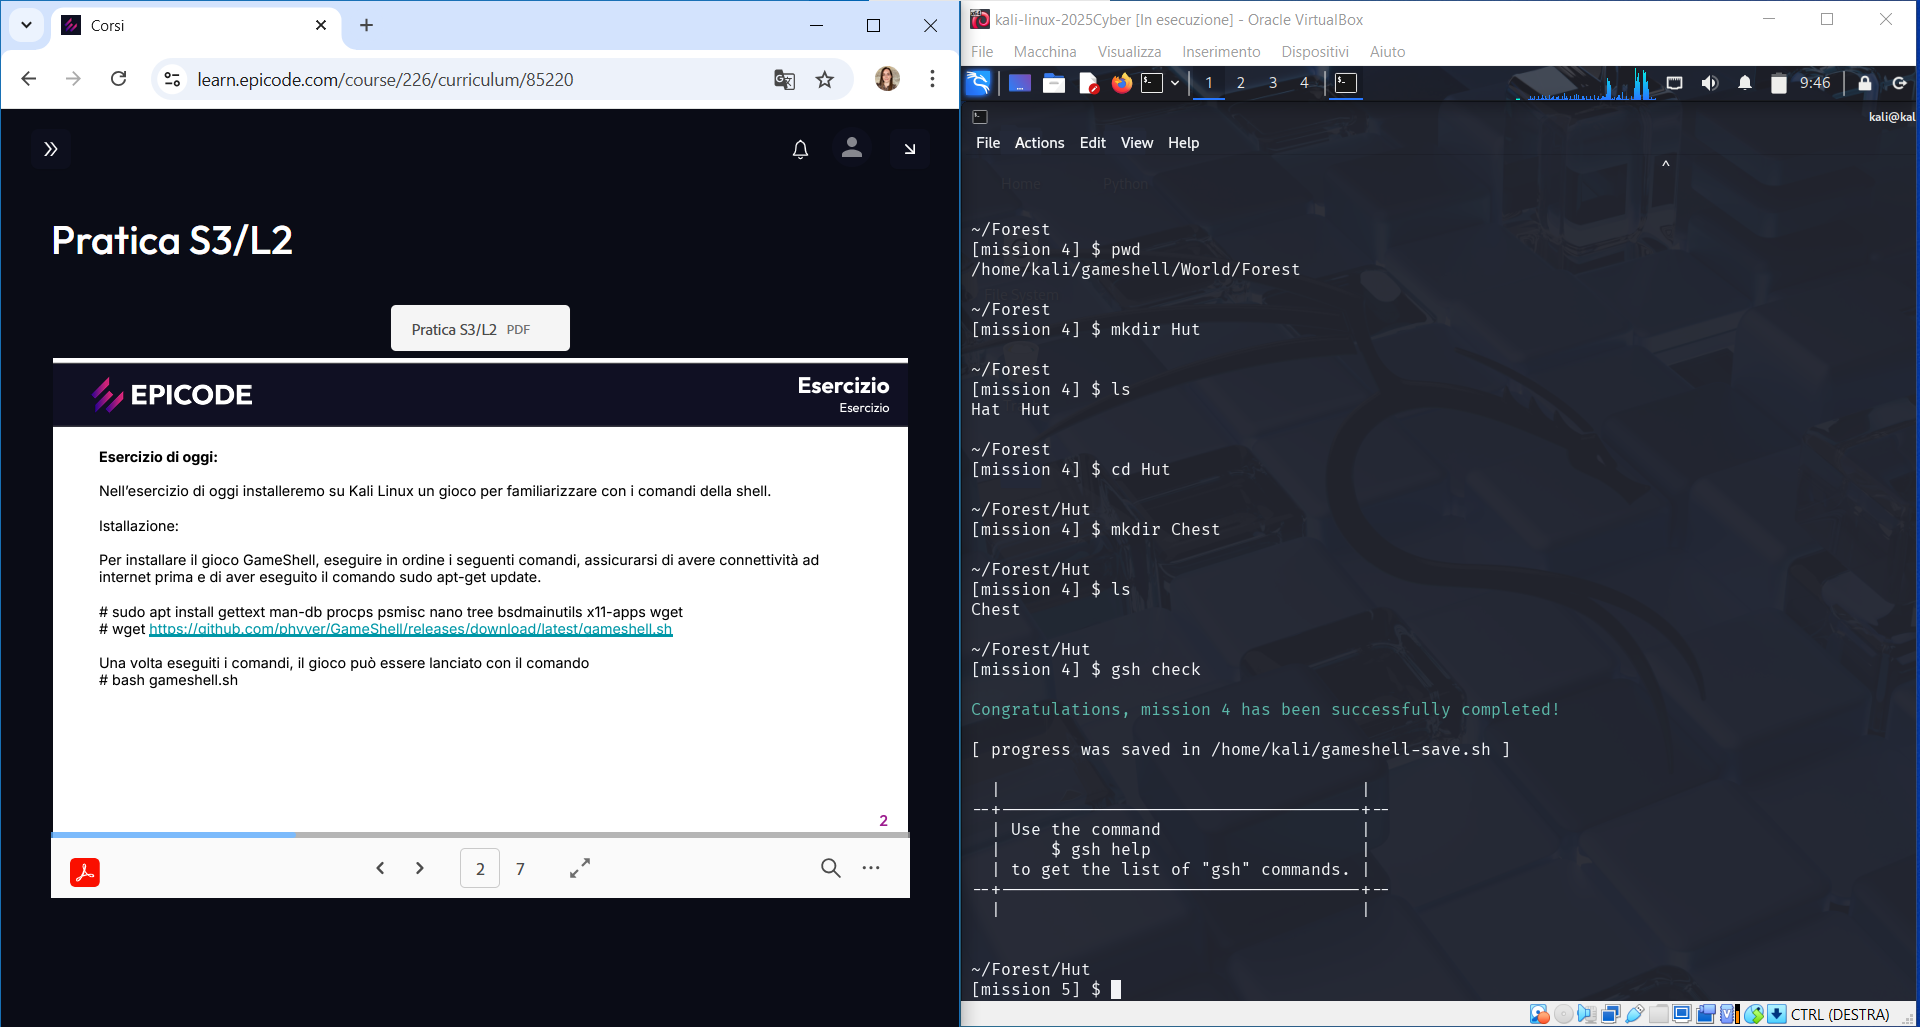 Corsi
learn.epicode.com/course/226/curriculum/85220
Pratica S3/L2
Pratica S3/L2 PDF
EPICODE
Esercizio
Esercizio
Esercizio di oggi:
Nell'esercizio di oggi installeremo su Kali Linux un gioco per familiarizzare con i comandi della shell.
Istallazione:
Per installare il gioco GameShell, eseguire in ordine i seguenti comandi, assicurarsi di avere connettività ad
internet prima e di aver eseguito il comando sudo apt-get update.
# sudo apt install gettext man-db procps psmisc nano tree bsdmainutils x11-apps wget
# wget https://github.com/phyver/GameShell/releases/download/latest/gameshell.sh
Una volta eseguiti i comandi, il gioco può essere lanciato con il comando
# bash gameshell.sh
2
2 7
kali-linux-2025Cyber [In esecuzione] - Oracle VirtualBox
File Macchina Visualizza Inserimento Dispositivi Aiuto
1 2 3 4 9:46
kali@kal
File Actions Edit View Help
Home Python
~/Forest
[mission 4] $ pwd
/home/kali/gameshell/World/Forest
~/Forest
[mission 4] $ mkdir Hut
~/Forest
[mission 4] $ ls
Hat Hut
~/Forest
[mission 4] $ cd Hut
~/Forest/Hut
[mission 4] $ mkdir Chest
~/Forest/Hut
[mission 4] $ ls
Chest
~/Forest/Hut
[mission 4] $ gsh check
Congratulations, mission 4 has been successfully completed!
[ progress was saved in /home/kali/gameshell-save.sh ]
Use the command
$ gsh help
to get the list of "gsh" commands.
~/Forest/Hut
[mission 5] $
CTRL (DESTRA)